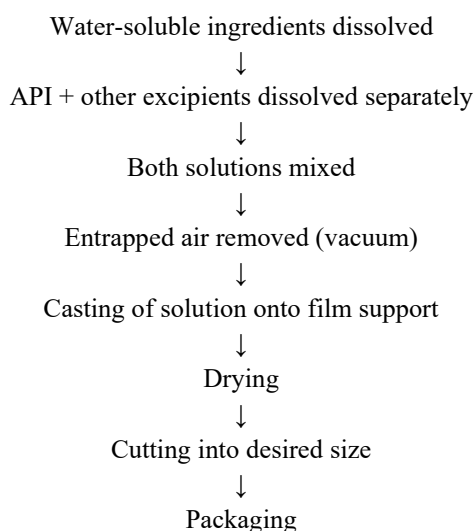 Water-soluble ingredients dissolved
↓
API + other excipients dissolved separately
↓
Both solutions mixed
↓
Entrapped air removed (vacuum)
↓
Casting of solution onto film support
↓
Drying
↓
Cutting into desired size
↓
Packaging